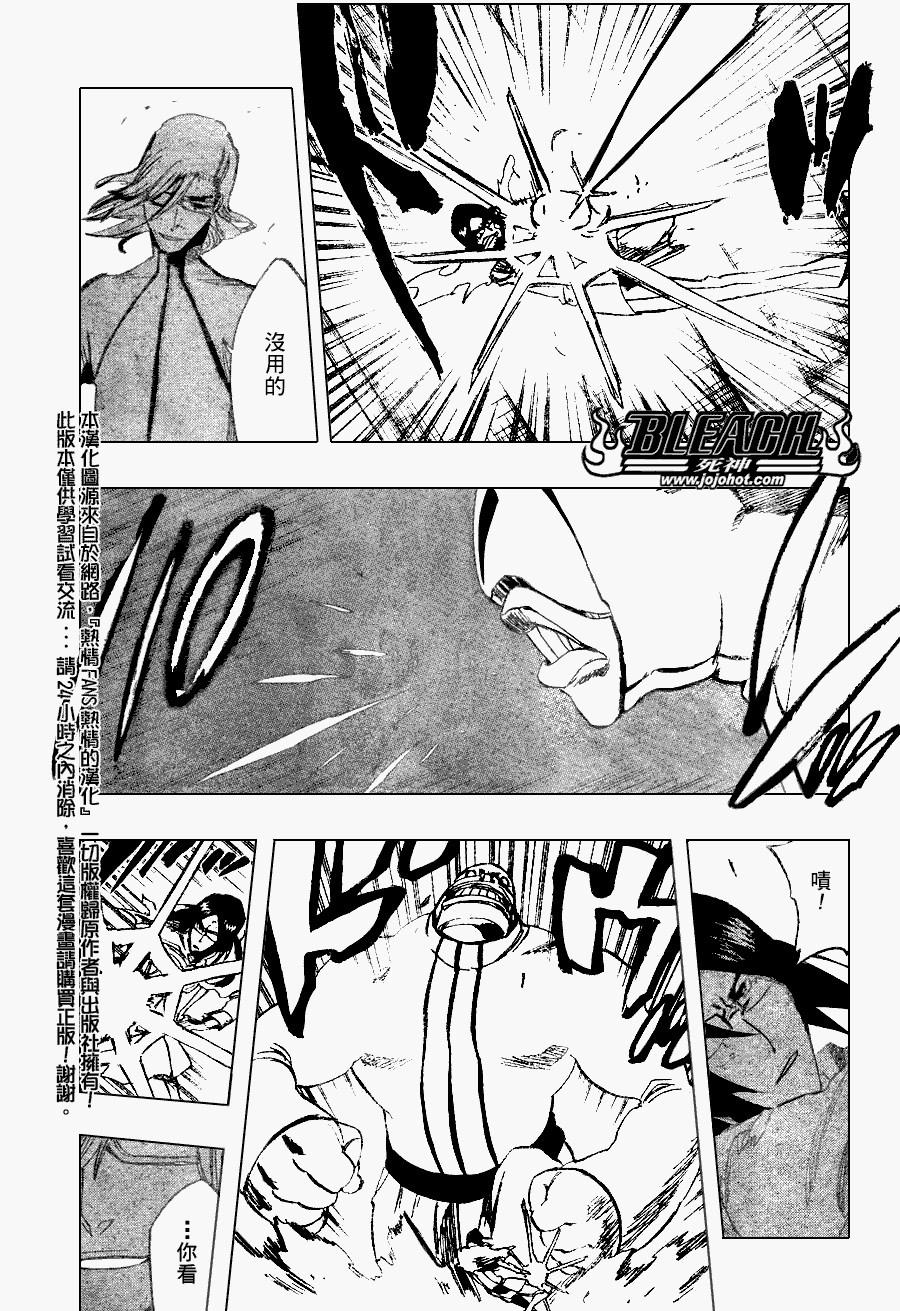 沒用的
BLEACH
死神
www.jojohot.com
嘖！
…你看
本漢化圖源來自於網路。『熱情FANS熱情的漢化』一切版權歸原作者與出版社擁有！
此版本僅供學習試看交流…請24小時之內消除，喜歡這套漫畫請購買正版！謝謝。